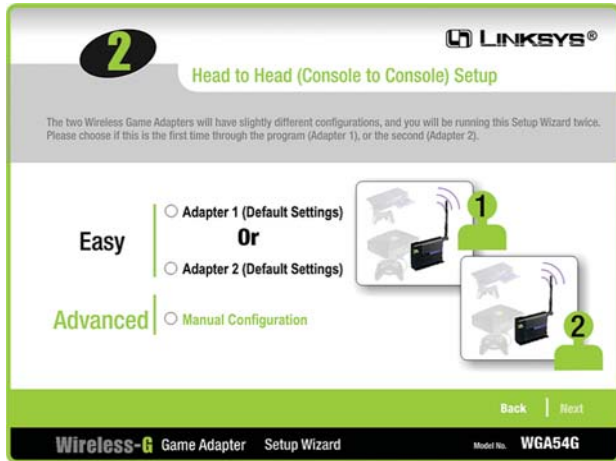 2
LINKSYS®
Head to Head (Console to Console) Setup
The two Wireless Game Adapters will have slightly different configurations, and you will be running this Setup Wizard twice.
Please choose if this is the first time through the program (Adapter 1), or the second (Adapter 2).
Easy
Adapter 1 (Default Settings)
Or
Adapter 2 (Default Settings)
1
Advanced
Manual Configuration
2
Back
Next
Wireless-G Game Adapter Setup Wizard
Model No. WGA54G